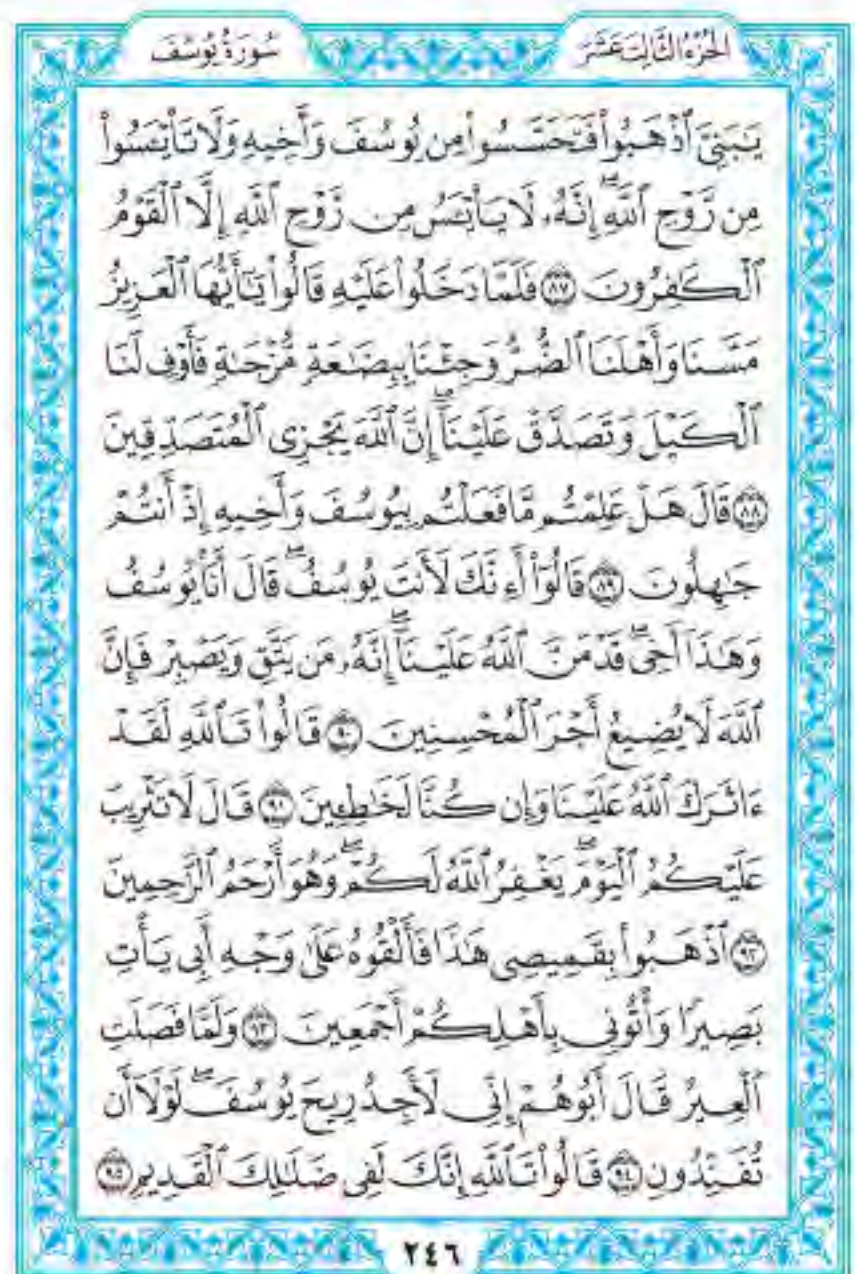 الجزء الثالث عشر
سورة يوسف
يَٰبَنِيَّ ٱذْهَبُواْ فَتَحَسَّسُواْ مِن يُوسُفَ وَأَخِيهِ وَلَا تَاْيْـَٔسُواْ
مِن رَّوْحِ ٱللَّهِۖ إِنَّهُۥ لَا يَاْيْـَٔسُ مِن رَّوْحِ ٱللَّهِ إِلَّا ٱلْقَوْمُ
ٱلْكَٰفِرُونَ ٨٧ فَلَمَّا دَخَلُواْ عَلَيْهِ قَالُواْ يَٰٓأَيُّهَا ٱلْعَزِيزُ
مَسَّنَا وَأَهْلَنَا ٱلضُّرُّ وَجِئْنَا بِبِضَٰعَةٖ مُّزْجَىٰةٖ فَأَوْفِ لَنَا
ٱلْكَيْلَ وَتَصَدَّقْ عَلَيْنَآۖ إِنَّ ٱللَّهَ يَجْزِى ٱلْمُتَصَدِّقِينَ
٨٨ قَالَ هَلْ عَلِمْتُم مَّا فَعَلْتُم بِيُوسُفَ وَأَخِيهِ إِذْ أَنتُمْ
جَٰهِلُونَ ٨٩ قَالُوٓاْ أَءِنَّكَ لَأَنتَ يُوسُفُۖ قَالَ أَنَا۠ يُوسُفُ
وَهَٰذَآ أَخِىۖ قَدْ مَنَّ ٱللَّهُ عَلَيْنَآۖ إِنَّهُۥ مَن يَتَّقِ وَيَصْبِرْ فَإِنَّ
ٱللَّهَ لَا يُضِيعُ أَجْرَ ٱلْمُحْسِنِينَ ٩٠ قَالُواْ تَٱللَّهِ لَقَدْ
ءَاثَرَكَ ٱللَّهُ عَلَيْنَا وَإِن كُنَّا لَخَٰطِـِٔينَ ٩١ قَالَ لَا تَثْرِيبَ
عَلَيْكُمُ ٱلْيَوْمَۖ يَغْفِرُ ٱللَّهُ لَكُمْۖ وَهُوَ أَرْحَمُ ٱلرَّٰحِمِينَ
٩٢ ٱذْهَبُواْ بِقَمِيصِى هَٰذَا فَأَلْقُوهُ عَلَىٰ وَجْهِ أَبِى يَأْتِ
بَصِيرًا وَأْتُونِى بِأَهْلِكُمْ أَجْمَعِينَ ٩٣ وَلَمَّا فَصَلَتِ
ٱلْعِيرُ قَالَ أَبُوهُمْ إِنِّى لَأَجِدُ رِيحَ يُوسُفَۖ لَوْلَآ أَن
تُفَنِّدُونِ ٩٤ قَالُواْ تَٱللَّهِ إِنَّكَ لَفِى ضَلَٰلِكَ ٱلْقَدِيمِ ٩٥
٢٤٦